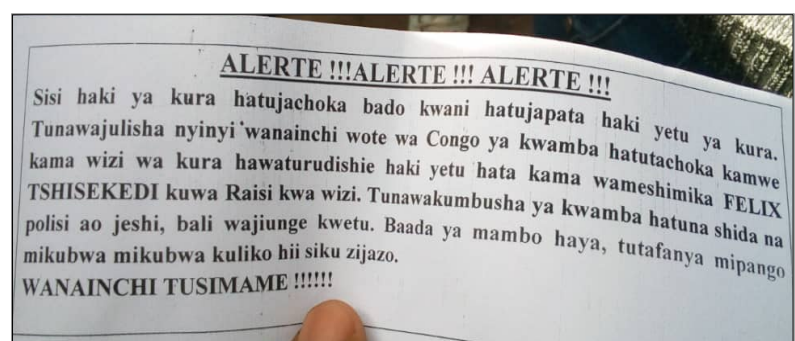 ALERTE !!!ALERTE !!! ALERTE !!!
Sisi haki ya kura hatujachoka bado kwani hatujapata haki yetu ya kura.
Tunawajulisha nyinyi wanainchi wote wa Congo ya kwamba hatutachoka kamwe
kama wizi wa kura hawaturudishie haki yetu hata kama wameshimika FELIX
TSHISEKEDI kuwa Raisi kwa wizi. Tunawakumbusha ya kwamba hatuna shida na
polisi ao jeshi, bali wajiunge kwetu. Baada ya mambo haya, tutafanya mipango
mikubwa mikubwa kuliko hii siku zijazo.
WANAINCHI TUSIMAME !!!!!!